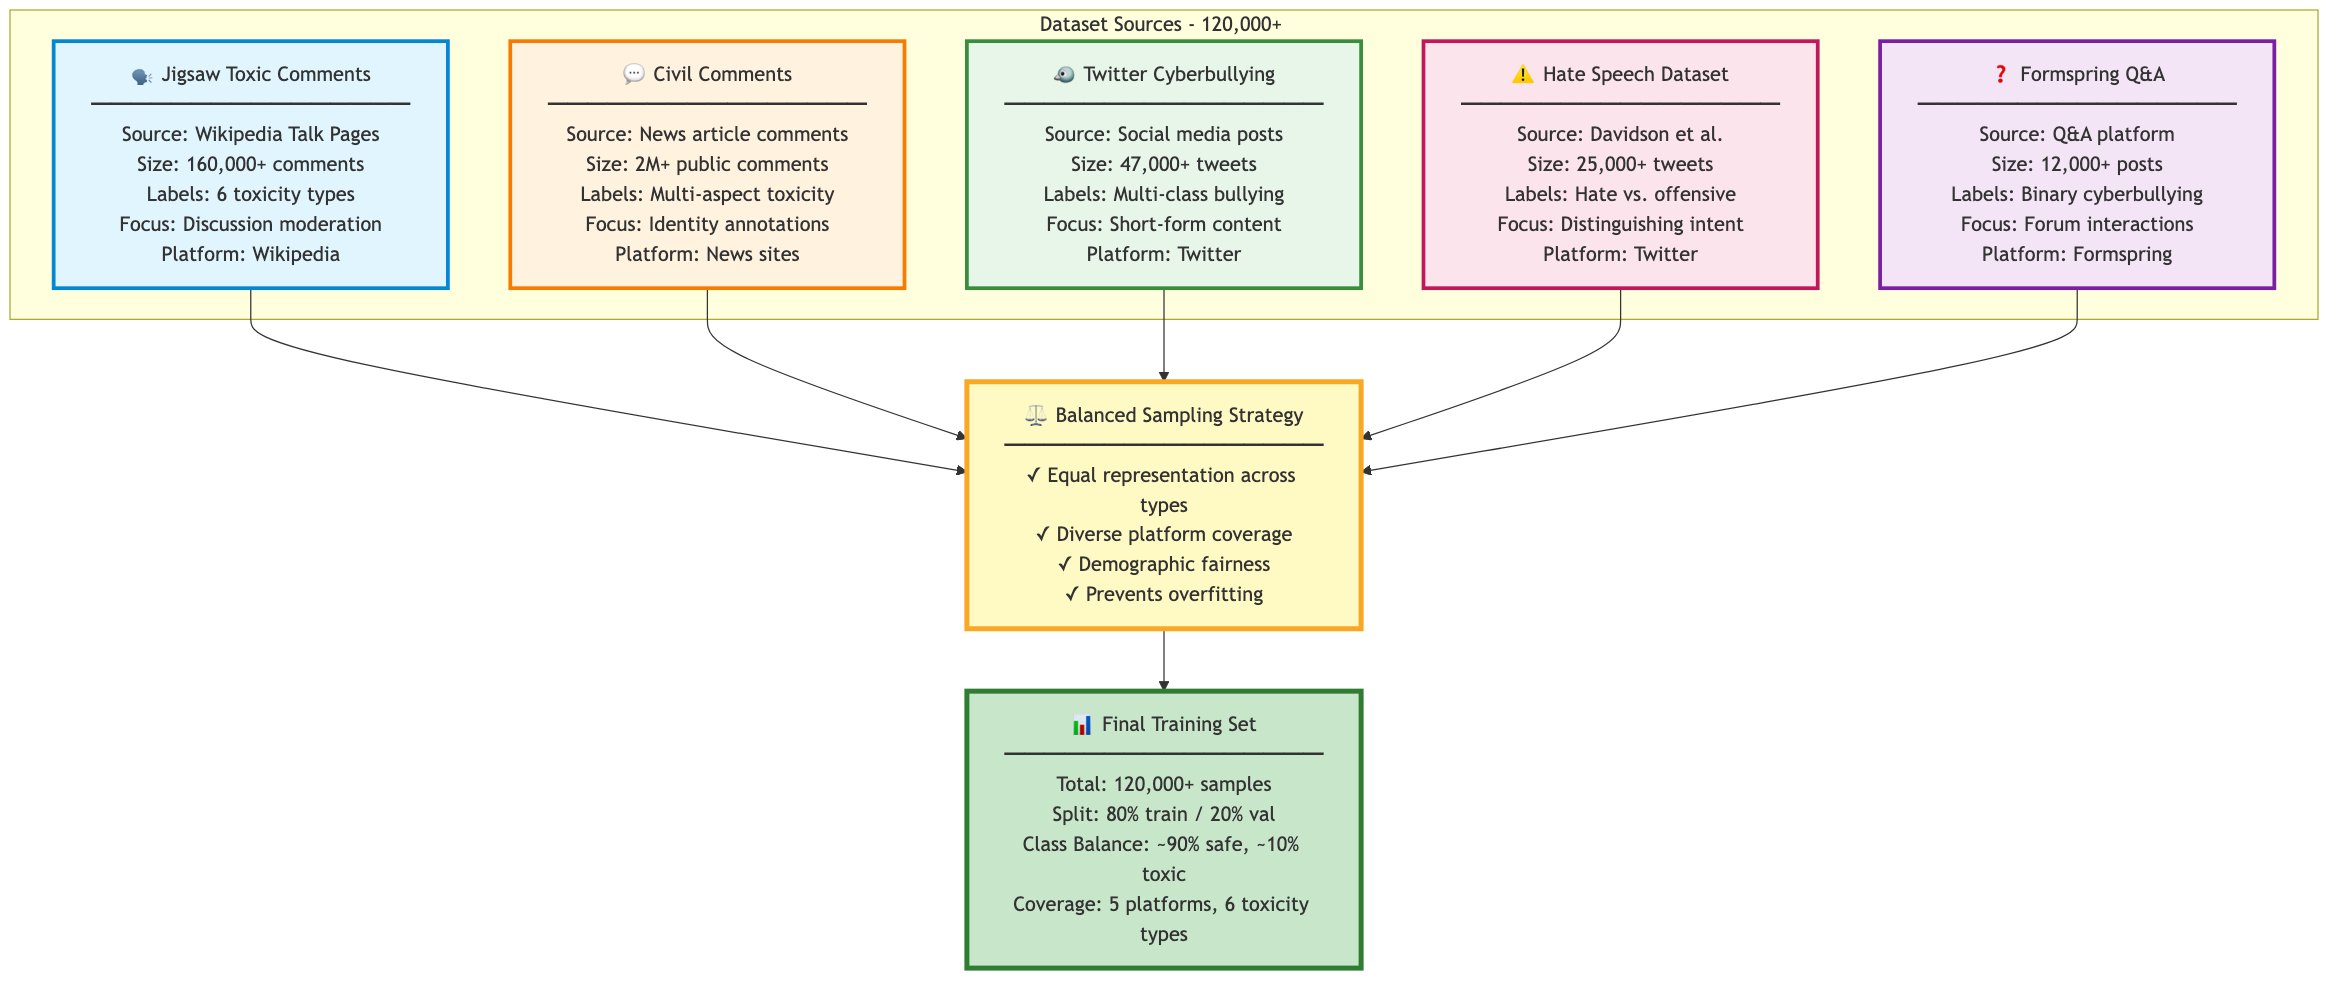 Dataset Sources - 120,000+
🗣️ Jigsaw Toxic Comments
Source: Wikipedia Talk Pages
Size: 160,000+ comments
Labels: 6 toxicity types
Focus: Discussion moderation
Platform: Wikipedia
💬 Civil Comments
Source: News article comments
Size: 2M+ public comments
Labels: Multi-aspect toxicity
Focus: Identity annotations
Platform: News sites
🐦 Twitter Cyberbullying
Source: Social media posts
Size: 47,000+ tweets
Labels: Multi-class bullying
Focus: Short-form content
Platform: Twitter
⚠️ Hate Speech Dataset
Source: Davidson et al.
Size: 25,000+ tweets
Labels: Hate vs. offensive
Focus: Distinguishing intent
Platform: Twitter
❓ Formspring Q&A
Source: Q&A platform
Size: 12,000+ posts
Labels: Binary cyberbullying
Focus: Forum interactions
Platform: Formspring
⚖️ Balanced Sampling Strategy
✓ Equal representation across
types
✓ Diverse platform coverage
✓ Demographic fairness
✓ Prevents overfitting
📊 Final Training Set
Total: 120,000+ samples
Split: 80% train / 20% val
Class Balance: ~90% safe, ~10%
toxic
Coverage: 5 platforms, 6 toxicity
types